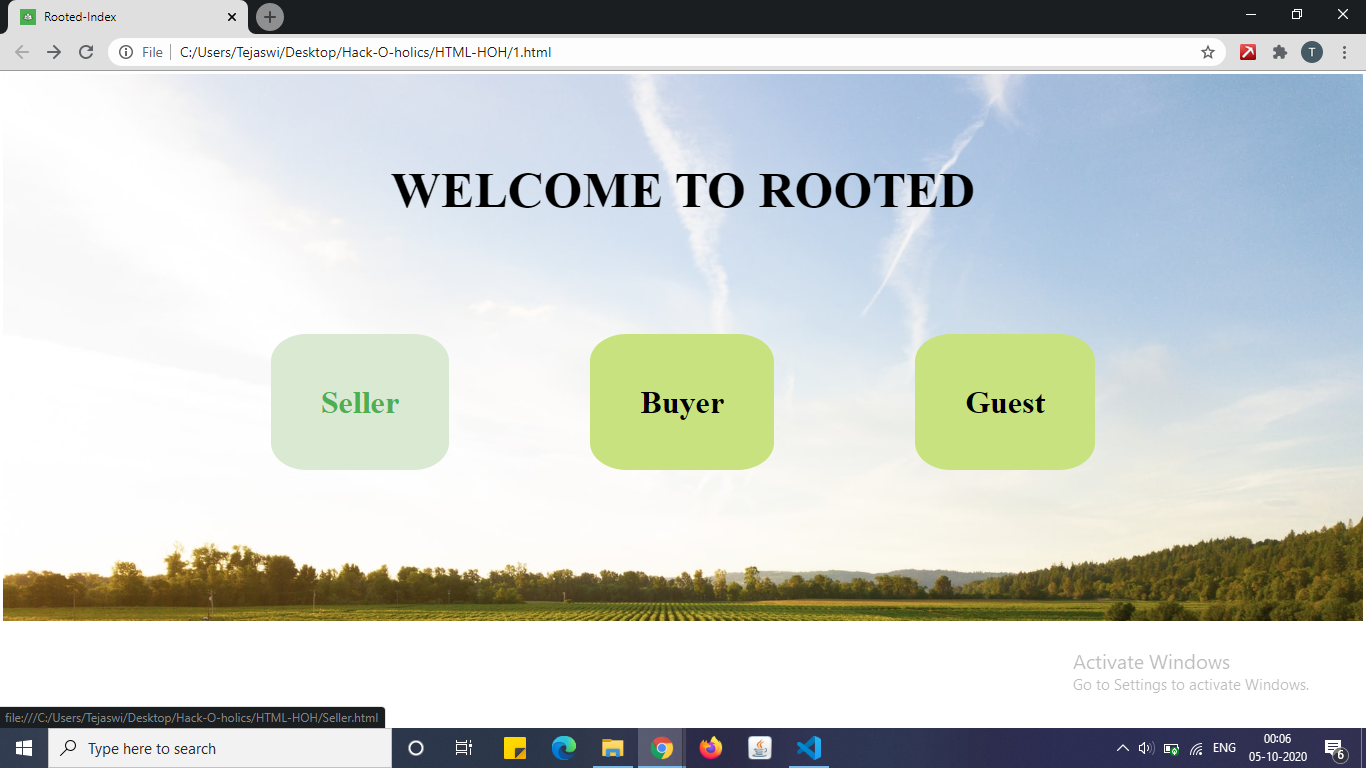 Rooted-Index
File
C:/Users/Tejaswi/Desktop/Hack-O-holics/HTML-HOH/1.html
T
WELCOME TO ROOTED
Seller
Buyer
Guest
Activate Windows
Go to Settings to activate Windows.
file:///C:/Users/Tejaswi/Desktop/Hack-O-holics/HTML-HOH/Seller.html
Type here to search
ENG
00:06
05-10-2020
6